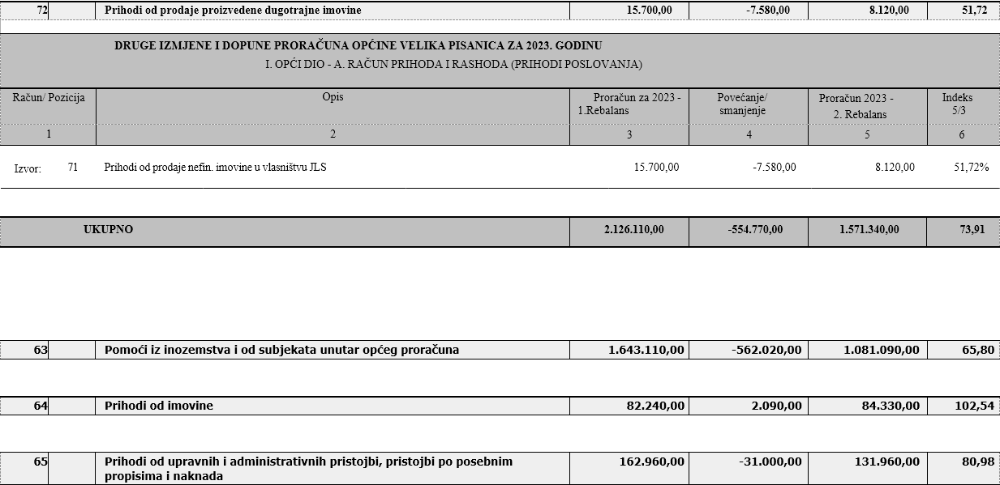 72 Prihodi od prodaje proizvedene dugotrajne imovine 15.700,00 -7.580,00 8.120,00 51,72
DRUGE IZMJENE I DOPUNE PRORAČUNA OPĆINE VELIKA PISANICA ZA 2023. GODINU
I. OPĆI DIO - A. RAČUN PRIHODA I RASHODA (PRIHODI POSLOVANJA)
Račun/ Pozicija Opis Proračun za 2023 - Povećanje/ Proračun 2023 - Indeks
1.Rebalans smanjenje 2. Rebalans 5/3
1 2 3 4 5 6
Izvor: 71 Prihodi od prodaje nefin. imovine u vlasništvu JLS 15.700,00 -7.580,00 8.120,00 51,72%
UKUPNO 2.126.110,00 -554.770,00 1.571.340,00 73,91
63 Pomoći iz inozemstva i od subjekata unutar općeg proračuna 1.643.110,00 -562.020,00 1.081.090,00 65,80
64 Prihodi od imovine 82.240,00 2.090,00 84.330,00 102,54
65 Prihodi od upravnih i administrativnih pristojbi, pristojbi po posebnim 162.960,00 -31.000,00 131.960,00 80,98
propisima i naknada